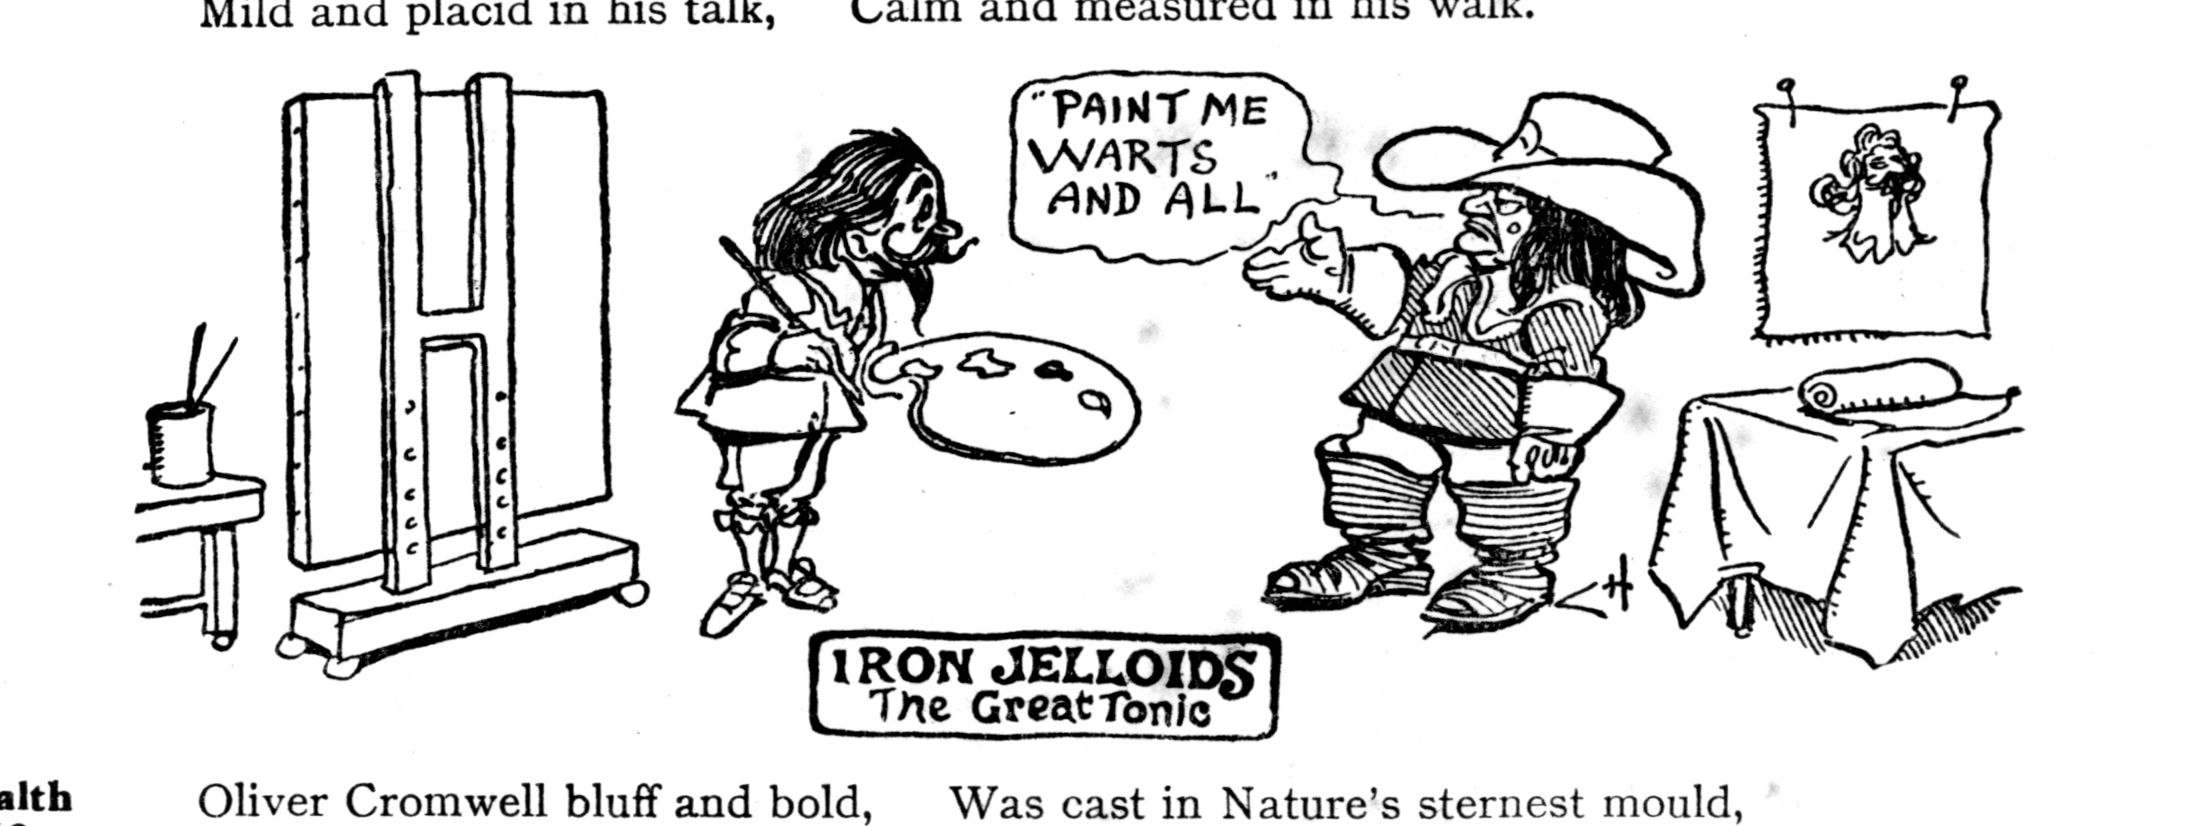 Mild and placid in his talk, Calm and measured in his walk.
"PAINT ME
WARTS
AND ALL"
H
IRON JELLOIDS
The Great Tonic
alth
Oliver Cromwell bluff and bold, Was cast in Nature's sternest mould,